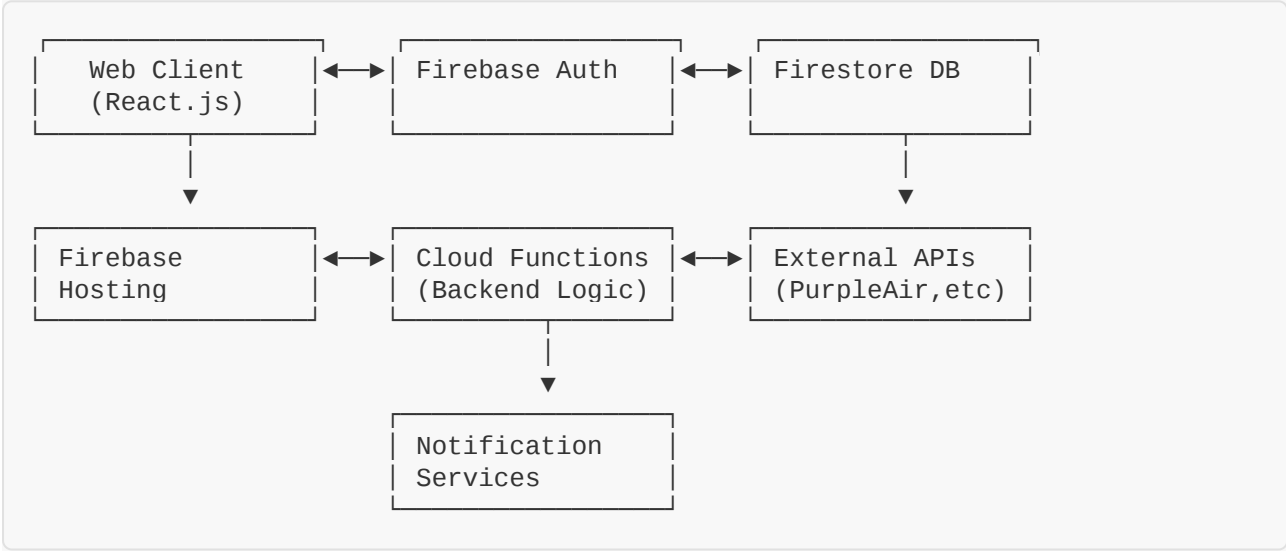 Web Client Firebase Auth Firestore DB
(React.js)
Firebase Cloud Functions External APIs
Hosting (Backend Logic) (PurpleAir,etc)
Notification
Services